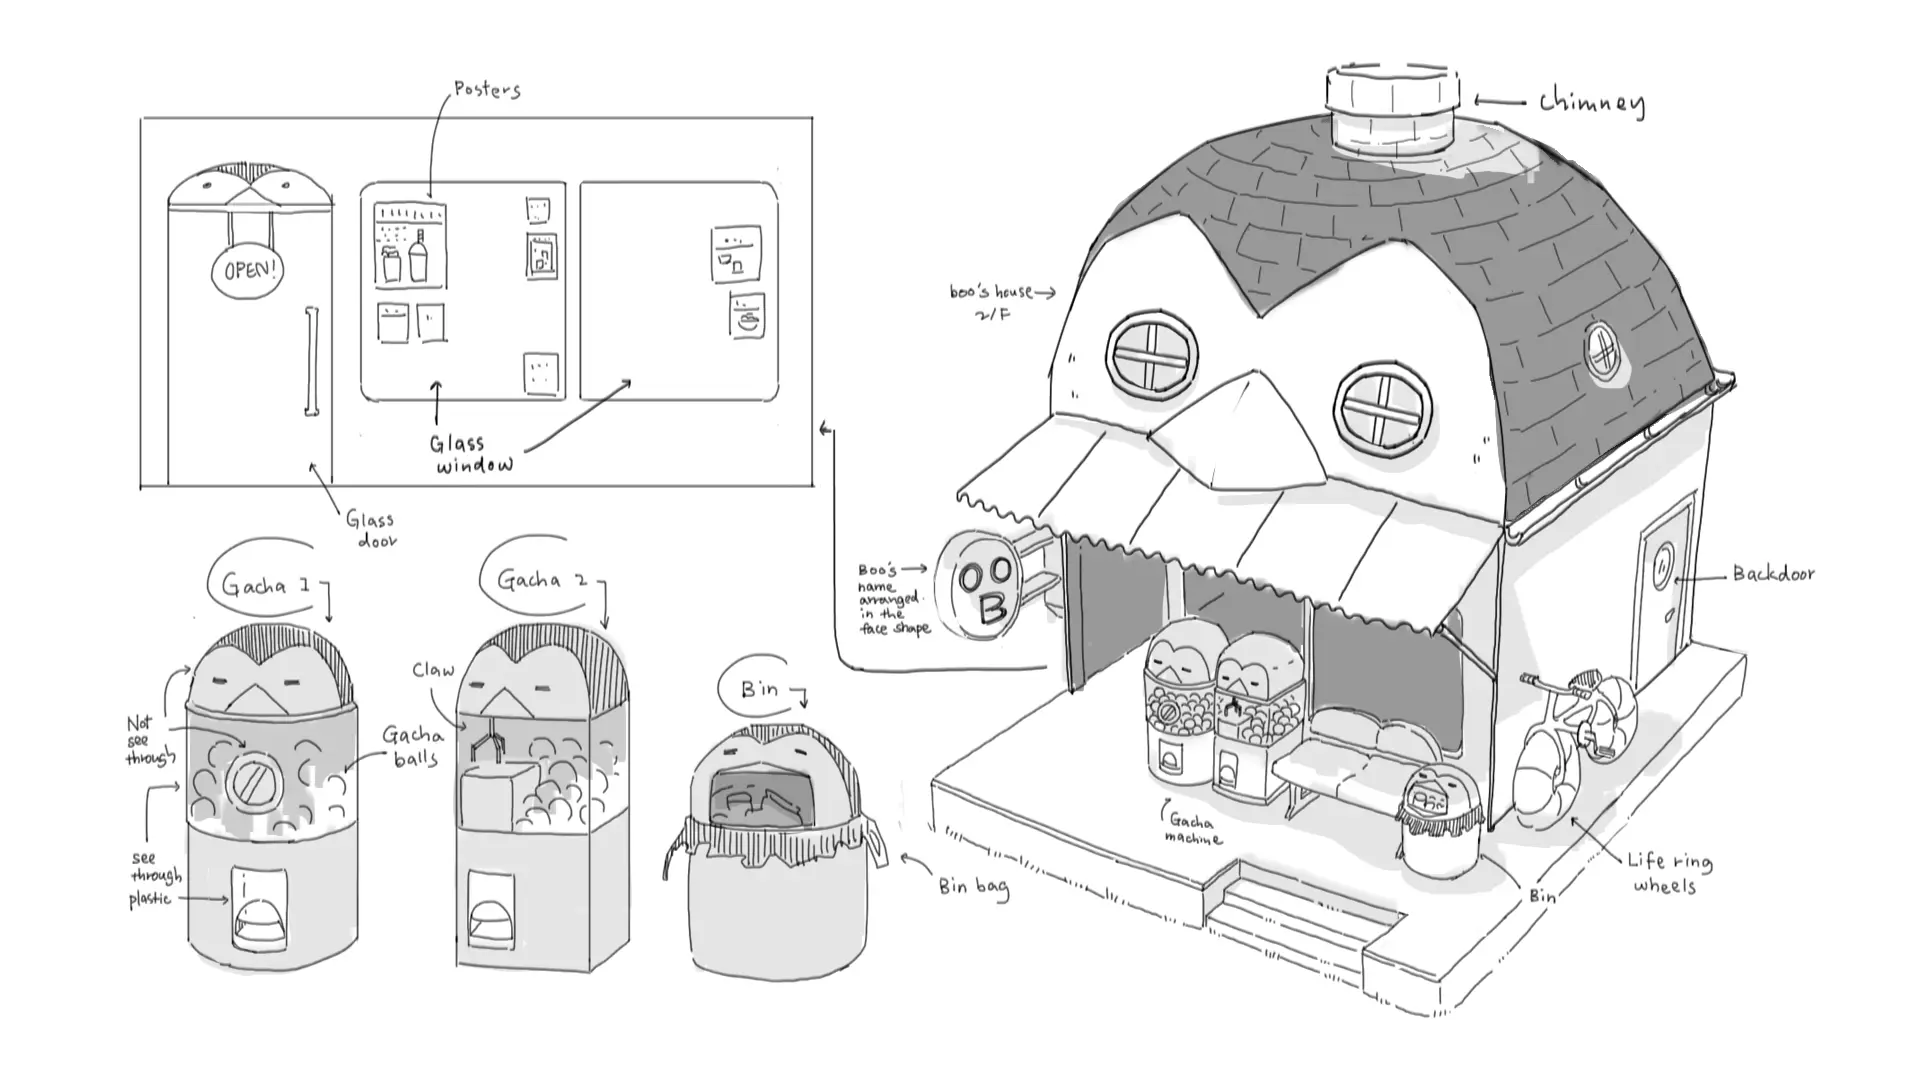 Posters
OPEN!
Glass
window
Glass
door
Gacha 1
Gacha 2
Not
see
through
Claw
Gacha
balls
see
through
plastic
Bin
Bin bag
chimney
boo's house
2/F
Boo's
name
arranged
in the
face shape
O O
B
Backdoor
Gacha
machine
Life ring
wheels
Bin